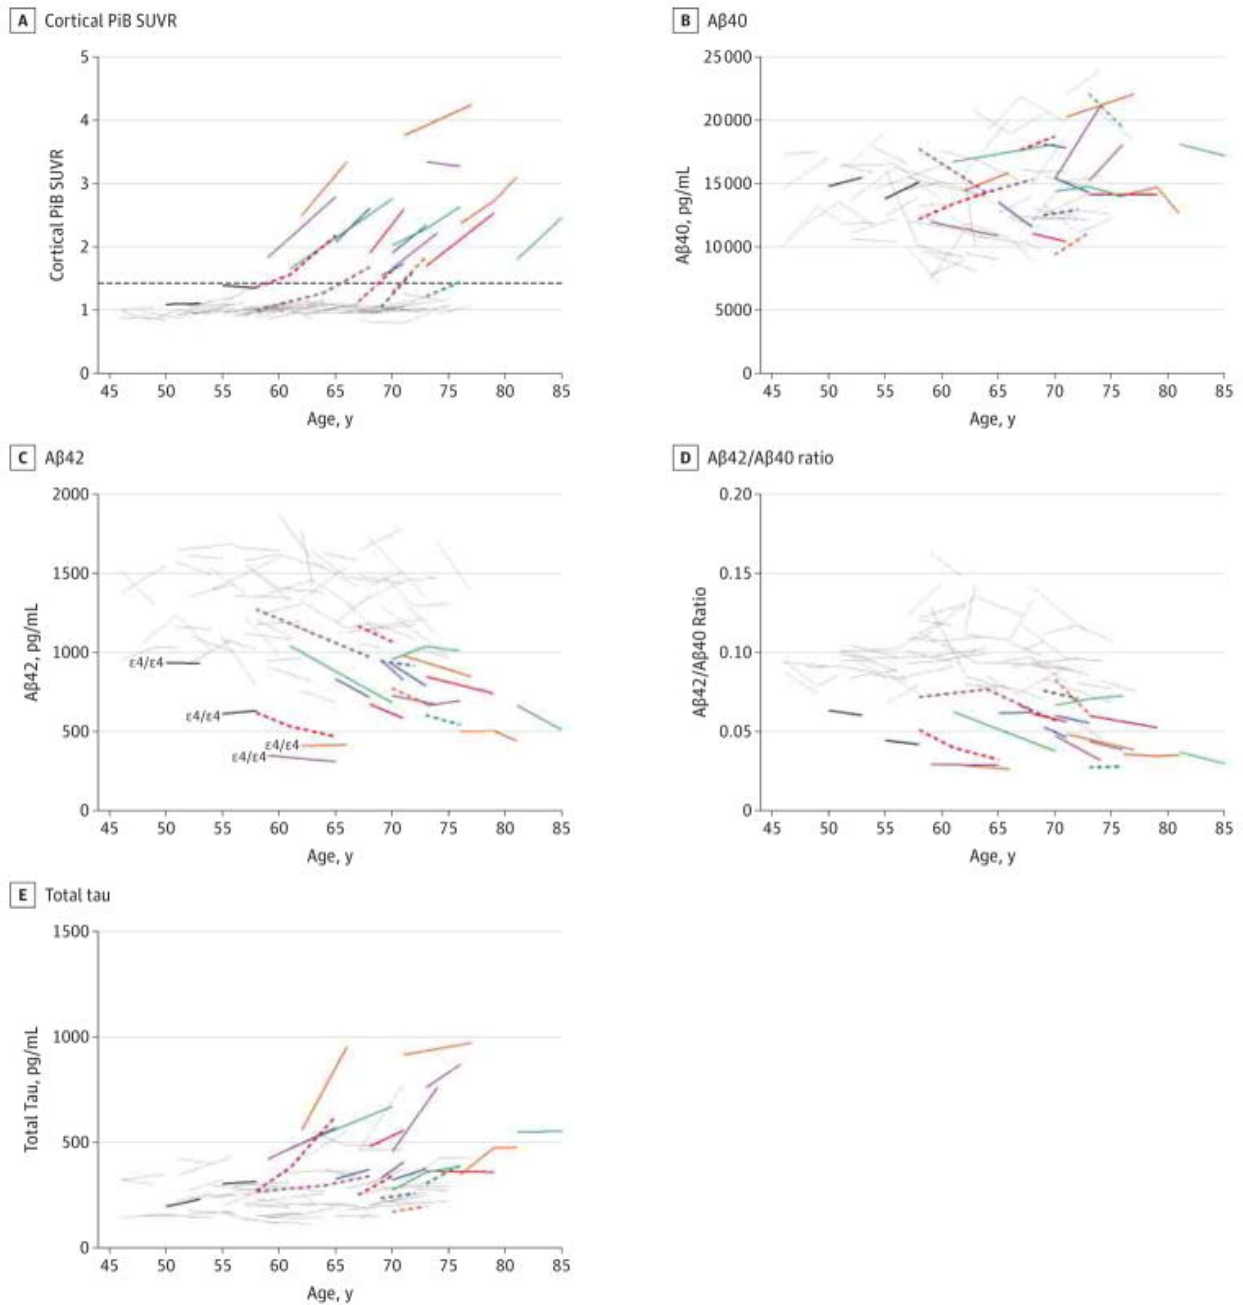 A Cortical PiB SUVR
5
4
3
2
1
0
Cortical PiB SUVR
45 50 55 60 65 70 75 80 85
Age, y
B Aβ40
25 000
20 000
15 000
10 000
5000
0
Aβ40, pg/mL
45 50 55 60 65 70 75 80 85
Age, y
C Aβ42
2000
1500
1000
500
0
Aβ42, pg/mL
ε4/ε4
ε4/ε4
ε4/ε4
ε4/ε4
45 50 55 60 65 70 75 80 85
Age, y
D Aβ42/Aβ40 ratio
0.20
0.15
0.10
0.05
0
Aβ42/Aβ40 Ratio
45 50 55 60 65 70 75 80 85
Age, y
E Total tau
1500
1000
500
0
Total Tau, pg/mL
45 50 55 60 65 70 75 80 85
Age, y